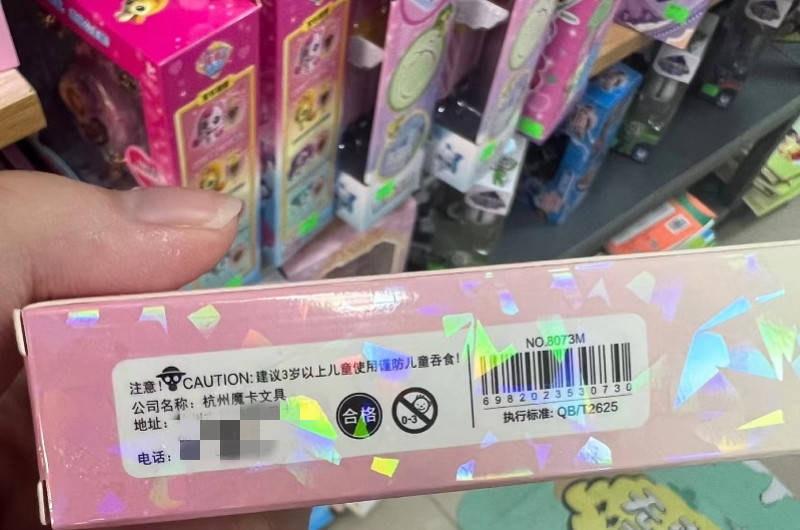 注意!CAUTION: 建议3岁以上儿童使用谨防儿童吞食!
公司名称: 杭州魔卡文具
地址:
电话:
合格
0-3
NO.8073M
6982023530730
执行标准: QB/T2625